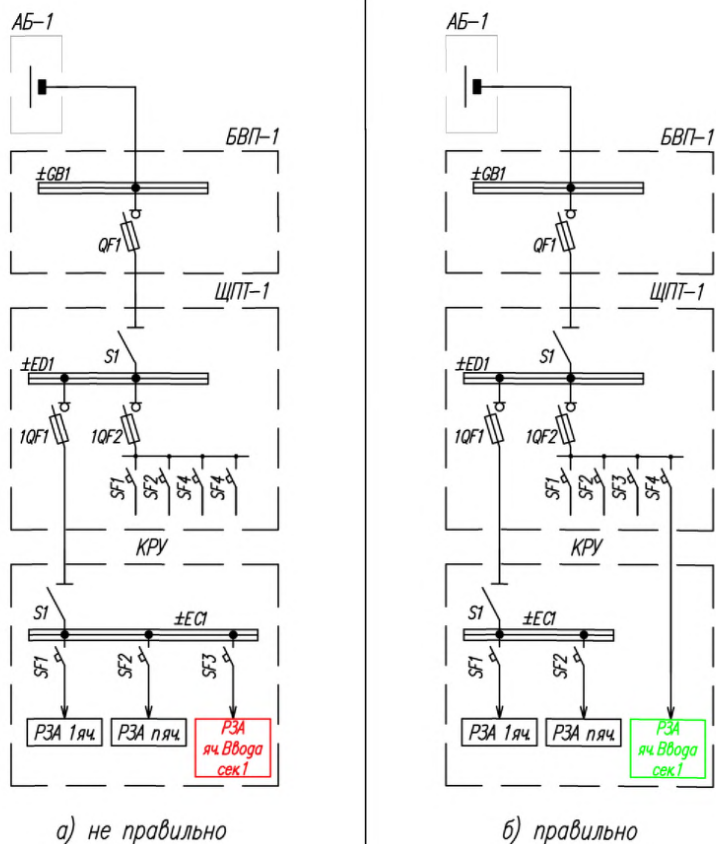 АБ-1
БВП-1
±GB1
QF1
ЩПТ-1
S1
±ED1
1QF1
1QF2
SF1
SF2
SF4
SF4
КРУ
S1
±EC1
SF1
SF2
SF3
РЗА 1яч.
РЗА nяч.
РЗА
яч. Ввода
сек1
а) не правильно
АБ-1
БВП-1
±GB1
QF1
ЩПТ-1
S1
±ED1
1QF1
1QF2
SF1
SF2
SF3
SF4
КРУ
S1
±EC1
SF1
SF2
РЗА 1яч.
РЗА nяч.
РЗА
яч. Ввода
сек1
б) правильно